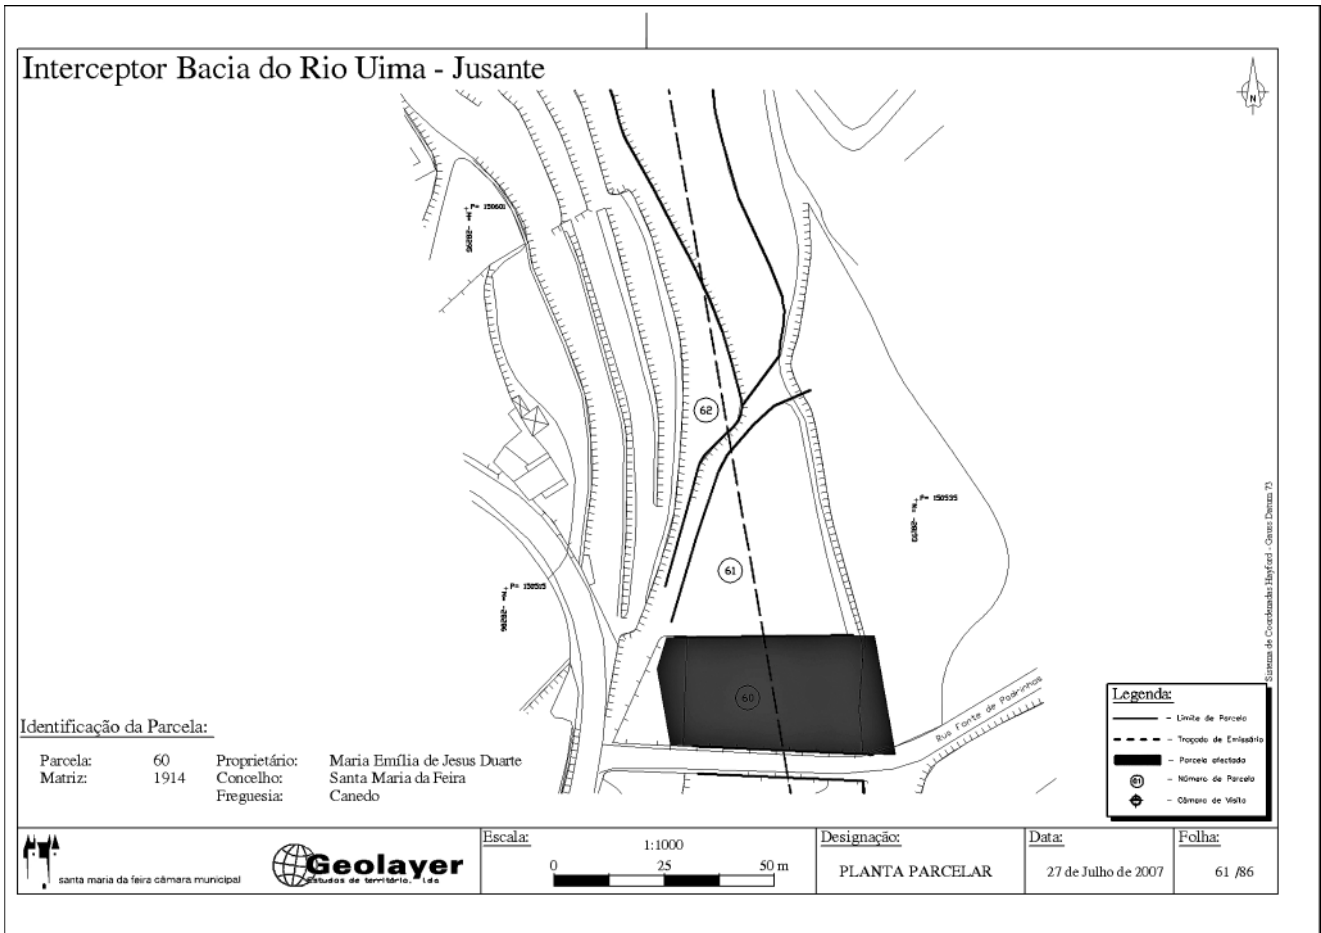 Interceptor Bacia do Rio Uima - Jusante
N
P= 150601
62
P= 150535
61
60
Rua Fonte de Padrinhos
Sistema de Coordenadas Hayford - Gauss Datum 73
Legenda:
- Limite de Parcela
- Traçado de Emissário
- Parcela afectada
61 - Número de Parcela
- Câmara de Visita
Identificação da Parcela:
Parcela: 60 Proprietário: Maria Emília de Jesus Duarte
Matriz: 1914 Concelho: Santa Maria da Feira
Freguesia: Canedo
santa maria da feira câmara municipal
Geolayer
Estudos de território, lda
Escala:
1:1000
0 25 50 m
Designação:
PLANTA PARCELAR
Data:
27 de Julho de 2007
Folha:
61 /86